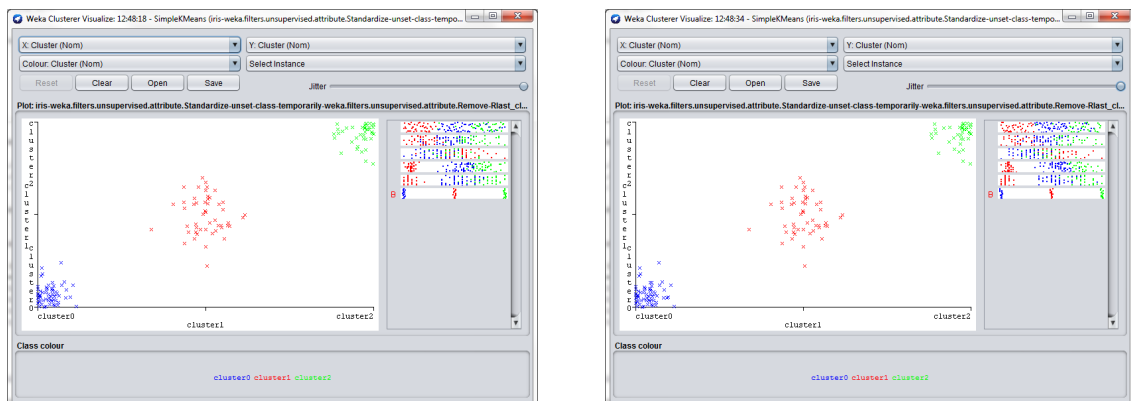 Weka Clusterer Visualize: 12:48:18 - SimpleKMeans (iris-weka.filters.unsupervised.attribute.Standardize-unset-class-tempo...
X: Cluster (Nom)
Y: Cluster (Nom)
Colour: Cluster (Nom)
Select Instance
Reset
Clear
Open
Save
Jitter
Plot: iris-weka.filters.unsupervised.attribute.Standardize-unset-class-temporarily-weka.filters.unsupervised.attribute.Remove-Rlast_cl...
cluster2
cluster1
cluster0
cluster0
cluster1
cluster2
Class colour
cluster0 cluster1 cluster2
Weka Clusterer Visualize: 12:48:34 - SimpleKMeans (iris-weka.filters.unsupervised.attribute.Standardize-unset-class-tempo...
X: Cluster (Nom)
Y: Cluster (Nom)
Colour: Cluster (Nom)
Select Instance
Reset
Clear
Open
Save
Jitter
Plot: iris-weka.filters.unsupervised.attribute.Standardize-unset-class-temporarily-weka.filters.unsupervised.attribute.Remove-Rlast_cl...
cluster2
cluster1
cluster0
cluster0
cluster1
cluster2
Class colour
cluster0 cluster1 cluster2